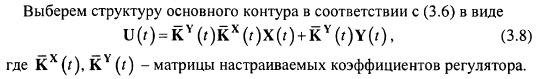 Выберем структуру основного контура в соответствии с (3.6) в виде
U(t) = K̄^Y(t)K̄^X(t)X(t) + K̄^Y(t)Y(t), (3.8)
где K̄^X(t), K̄^Y(t) – матрицы настраиваемых коэффициентов регулятора.